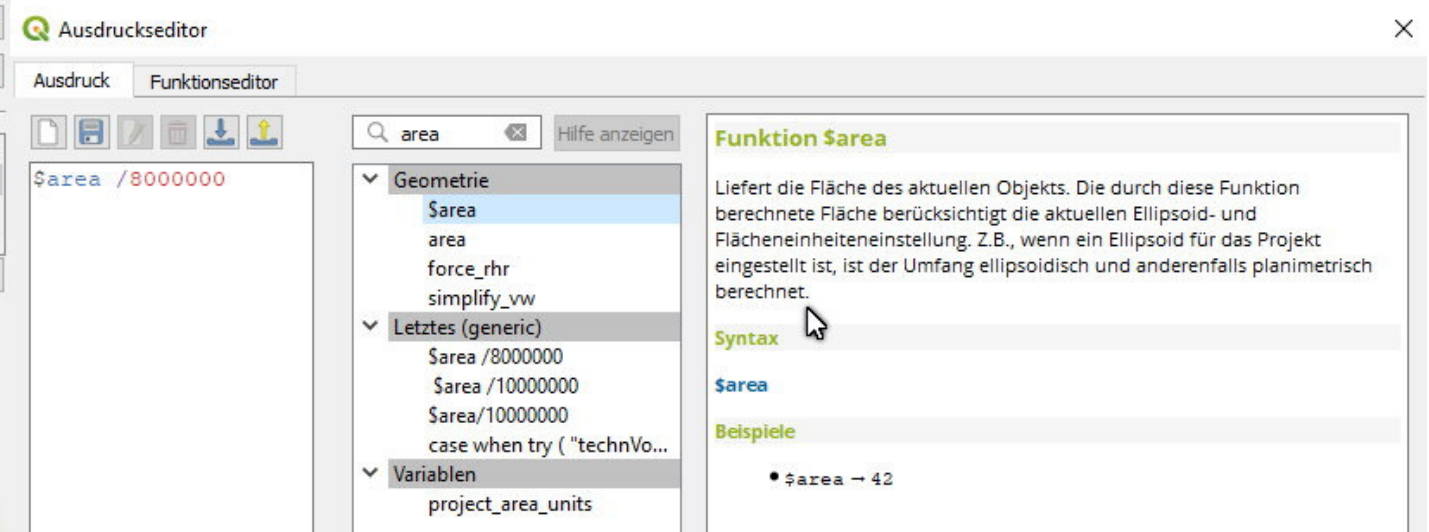 Ausdruckseditor
Ausdruck
Funktionseditor
$area /8000000
area
Hilfe anzeigen
Geometrie
$area
area
force_rhr
simplify_vw
Letztes (generic)
$area /8000000
$area /10000000
$area/10000000
case when try ( "technVo...
Variablen
project_area_units
Funktion $area
Liefert die Fläche des aktuellen Objekts. Die durch diese Funktion
berechnete Fläche berücksichtigt die aktuellen Ellipsoid- und
Flächeneinheiteneinstellung. Z.B., wenn ein Ellipsoid für das Projekt
eingestellt ist, ist der Umfang ellipsoidisch und anderenfalls planimetrisch
berechnet.
Syntax
$area
Beispiele
• $area → 42